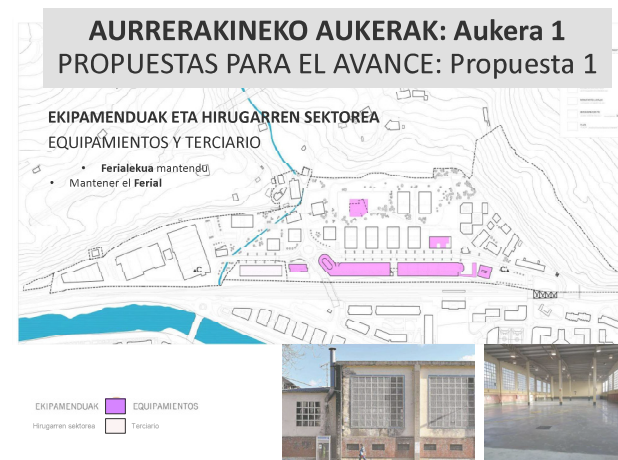 AURRERAKINEKO AUKERAK: Aukera 1
PROPUESTAS PARA EL AVANCE: Propuesta 1
EKIPAMENDUAK ETA HIRUGARREN SEKTOREA
EQUIPAMIENTOS Y TERCIARIO
• Ferialekua mantendu
• Mantener el Ferial
EKIPAMENDUAK EQUIPAMIENTOS
Hirugarren sektorea Terciario